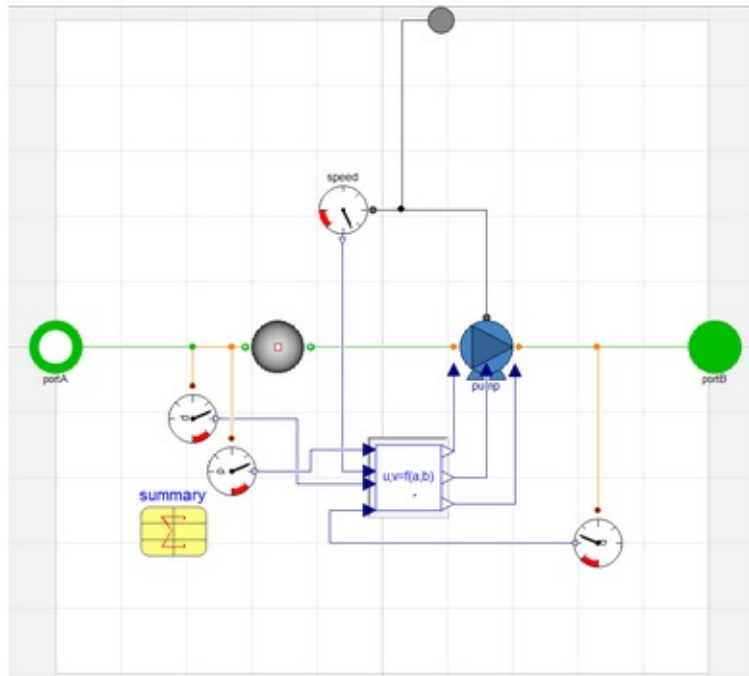 speed
portA
portB
pump
u,v=f(a,b)
summary
Σ